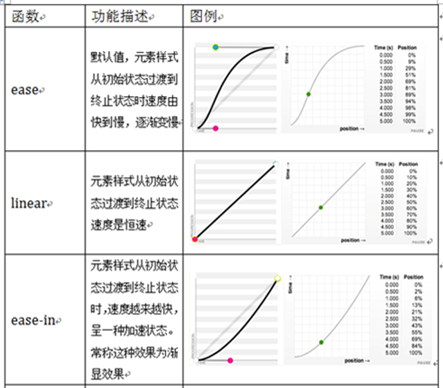 函数
功能描述
图例
ease
默认值，元素样式
从初始状态过渡到
终止状态时速度由
快到慢，逐渐变慢
time
position
Time (s) Position
0.000 0%
0.500 9%
1.000 29%
1.500 51%
3.000 89%
3.500 94%
4.000 98%
4.500 99%
5.000 100%
PAUSE
linear
元素样式从初始状
态过渡到终止状态
速度是恒速
time
position
Time (s) Position
0.000 0%
0.500 10%
1.000 20%
1.500 30%
2.000 40%
2.500 50%
3.000 60%
3.500 70%
4.000 80%
4.500 90%
5.000 100%
PAUSE
ease-in
元素样式从初始状
态过渡到终止状态
时，速度越来越快，
呈一种加速状态。
常称这种效果为渐
显效果
time
position
Time (s) Position
0.000 0%
0.500 2%
1.000 6%
1.500 13%
2.000 21%
2.500 32%
3.000 43%
3.500 55%
4.000 69%
4.500 84%
5.000 100%
PAUSE